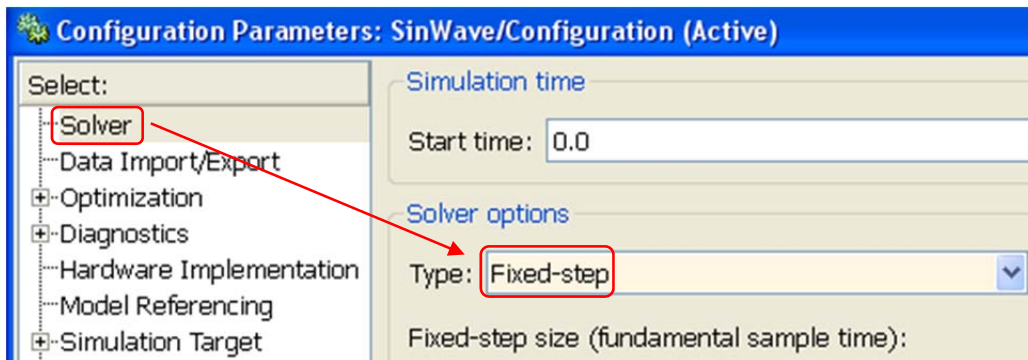 Configuration Parameters: SinWave/Configuration (Active)
Select:
Solver
Data Import/Export
Optimization
Diagnostics
Hardware Implementation
Model Referencing
Simulation Target
Simulation time
Start time: 0.0
Solver options
Type: Fixed-step
Fixed-step size (fundamental sample time):